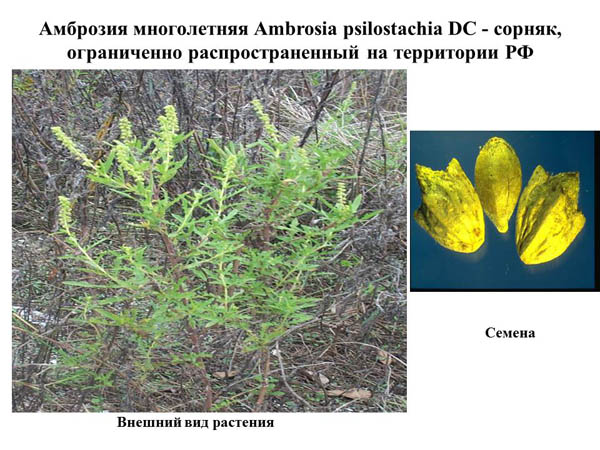 Амброзия многолетняя Ambrosia psilostachia DC - сорняк,
ограниченно распространенный на территории РФ
Семена
Внешний вид растения